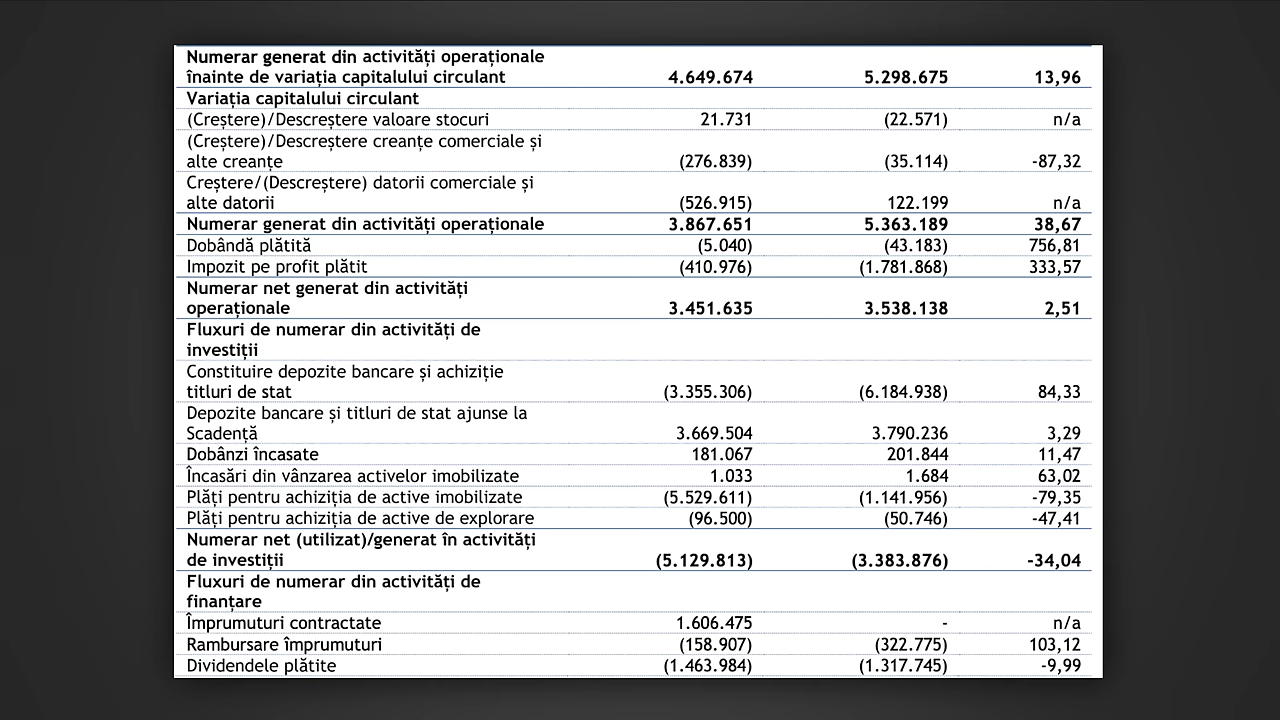 Numerar generat din activități operaționale
înainte de variația capitalului circulant 4.649.674 5.298.675 13,96
Variația capitalului circulant
(Creștere)/Descreștere valoare stocuri 21.731 (22.571) n/a
(Creștere)/Descreștere creanțe comerciale și
alte creanțe (276.839) (35.114) -87,32
Creștere/(Descreștere) datorii comerciale și
alte datorii (526.915) 122.199 n/a
Numerar generat din activități operaționale 3.867.651 5.363.189 38,67
Dobândă plătită (5.040) (43.183) 756,81
Impozit pe profit plătit (410.976) (1.781.868) 333,57
Numerar net generat din activități
operaționale 3.451.635 3.538.138 2,51
Fluxuri de numerar din activități de
investiții
Constituire depozite bancare și achiziție
titluri de stat (3.355.306) (6.184.938) 84,33
Depozite bancare și titluri de stat ajunse la
Scadență 3.669.504 3.790.236 3,29
Dobânzi încasate 181.067 201.844 11,47
Încasări din vânzarea activelor imobilizate 1.033 1.684 63,02
Plăți pentru achiziția de active imobilizate (5.529.611) (1.141.956) -79,35
Plăți pentru achiziția de active de explorare (96.500) (50.746) -47,41
Numerar net (utilizat)/generat în activități
de investiții (5.129.813) (3.383.876) -34,04
Fluxuri de numerar din activități de
finanțare
Împrumuturi contractate 1.606.475 - n/a
Rambursare împrumuturi (158.907) (322.775) 103,12
Dividendele plătite (1.463.984) (1.317.745) -9,99